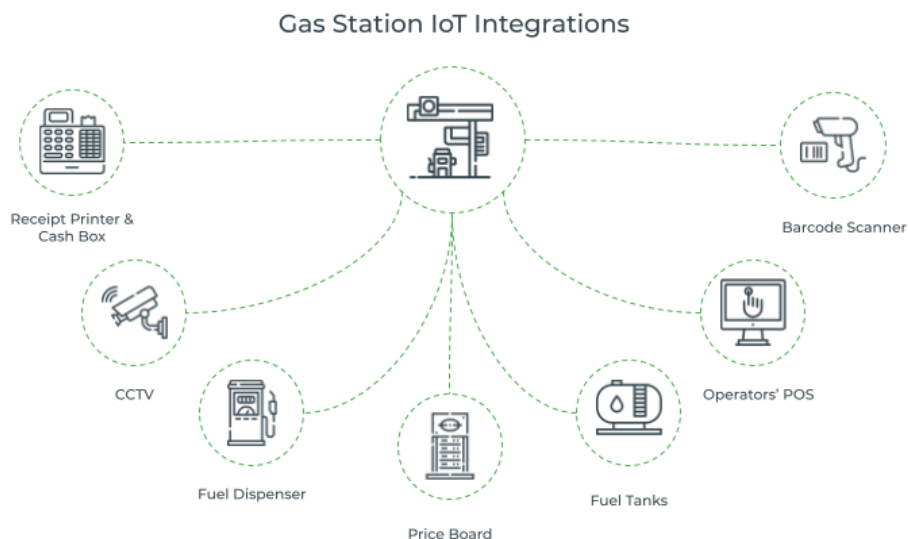 Gas Station IoT Integrations
Receipt Printer &
Cash Box
Barcode Scanner
CCTV
Operators’ POS
Fuel Dispenser
Fuel Tanks
Price Board